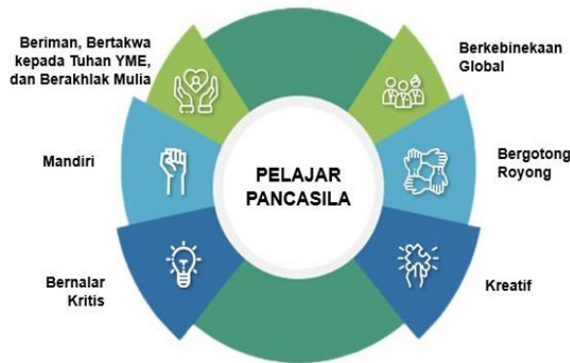 Beriman, Bertakwa
kepada Tuhan YME,
dan Berakhlak Mulia
Berkebinekaan
Global
Mandiri
PELAJAR
PANCASILA
Bergotong
Royong
Bernalar
Kritis
Kreatif